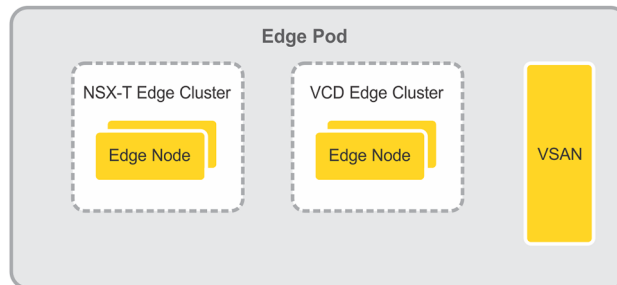 Edge Pod
NSX-T Edge Cluster
Edge Node
VCD Edge Cluster
Edge Node
VSAN